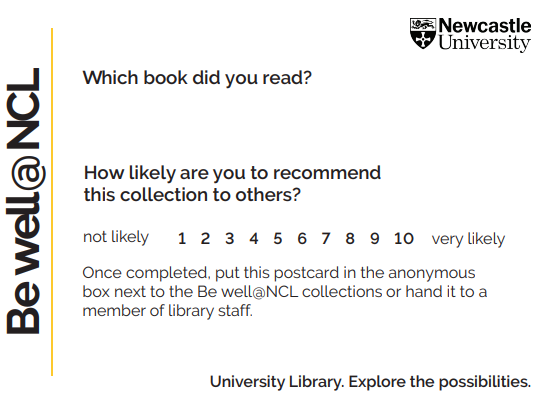 Newcastle
University
Be well@NCL
Which book did you read?
How likely are you to recommend
this collection to others?
not likely 1 2 3 4 5 6 7 8 9 10 very likely
Once completed, put this postcard in the anonymous
box next to the Be well@NCL collections or hand it to a
member of library staff.
University Library. Explore the possibilities.